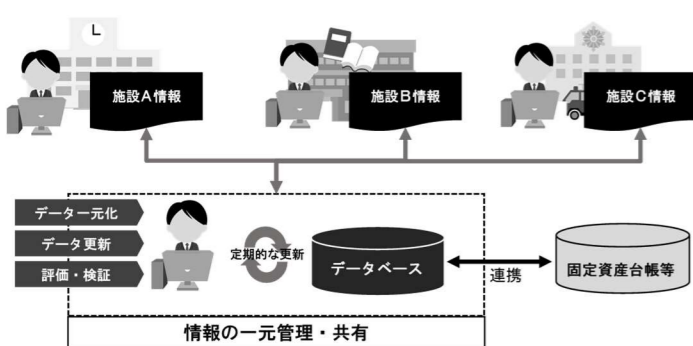 施設A情報
施設B情報
施設C情報
データ一元化
データ更新
評価・検証
定期的な更新
データベース
連携
固定資産台帳等
情報の一元管理・共有